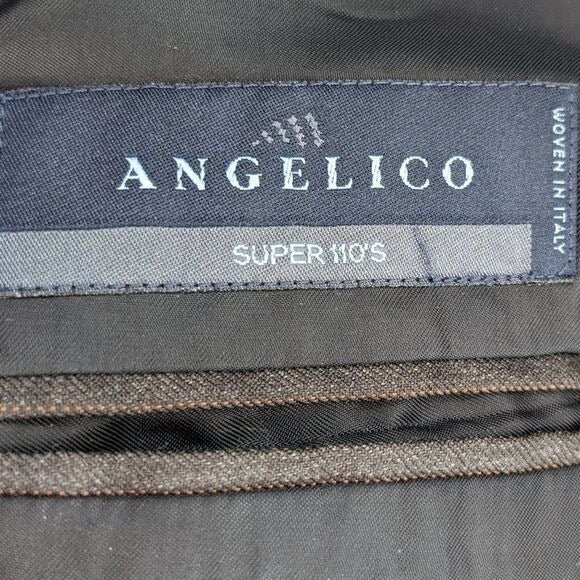 ANGELICO
SUPER 110'S
WOVEN IN ITALY